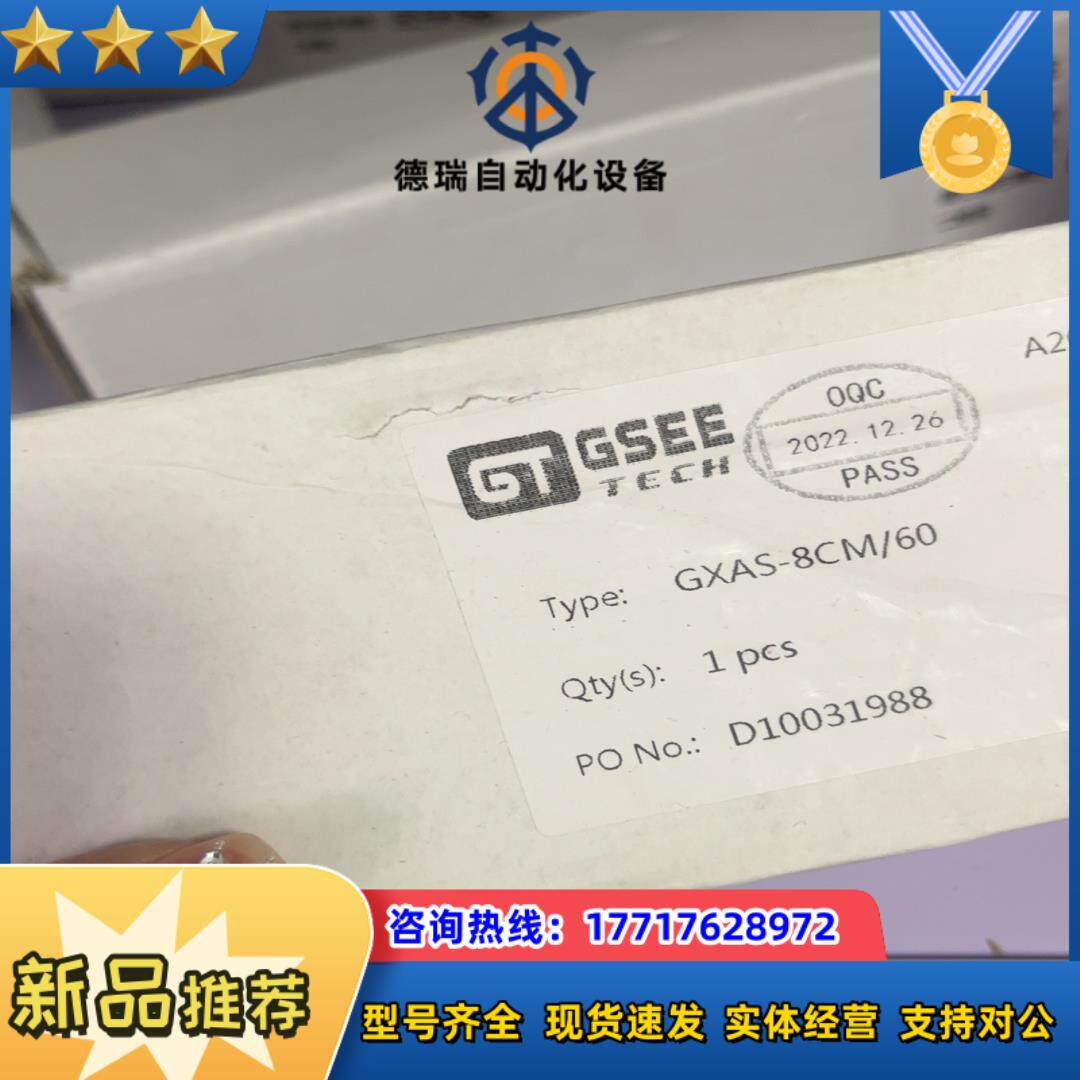 德瑞自动化设备
A2
GT GSEE
TECH
OQC
2022.12.26
PASS
Type: GXAS-8CM/60
Qty(s): 1 pcs
PO No.: D10031988
咨询热线：17717628972
新品推荐
型号齐全 现货速发 实体经营 支持对公